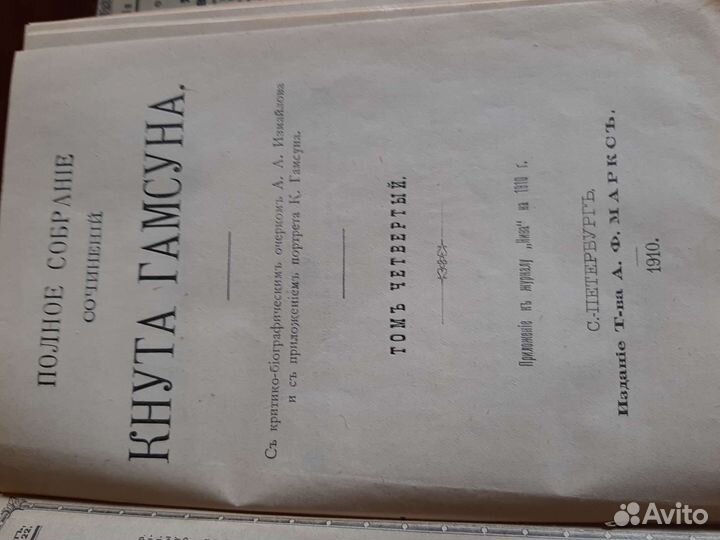 ПОЛНОЕ СОБРАНІЕ
СОЧИНЕНІЙ
КНУТА ГАМСУНА.
Съ критико-біографическимъ очеркомъ А. А. Измайлова
и съ приложеніемъ портрета К. Гамсуна.
ТОМЪ ЧЕТВЕРТЫЙ.
Приложеніе къ журналу „Нива“ на 1910 г.
С.-ПЕТЕРБУРГЪ.
Изданіе Т-ва А. Ф. МАРКСЪ.
1910.
Avito